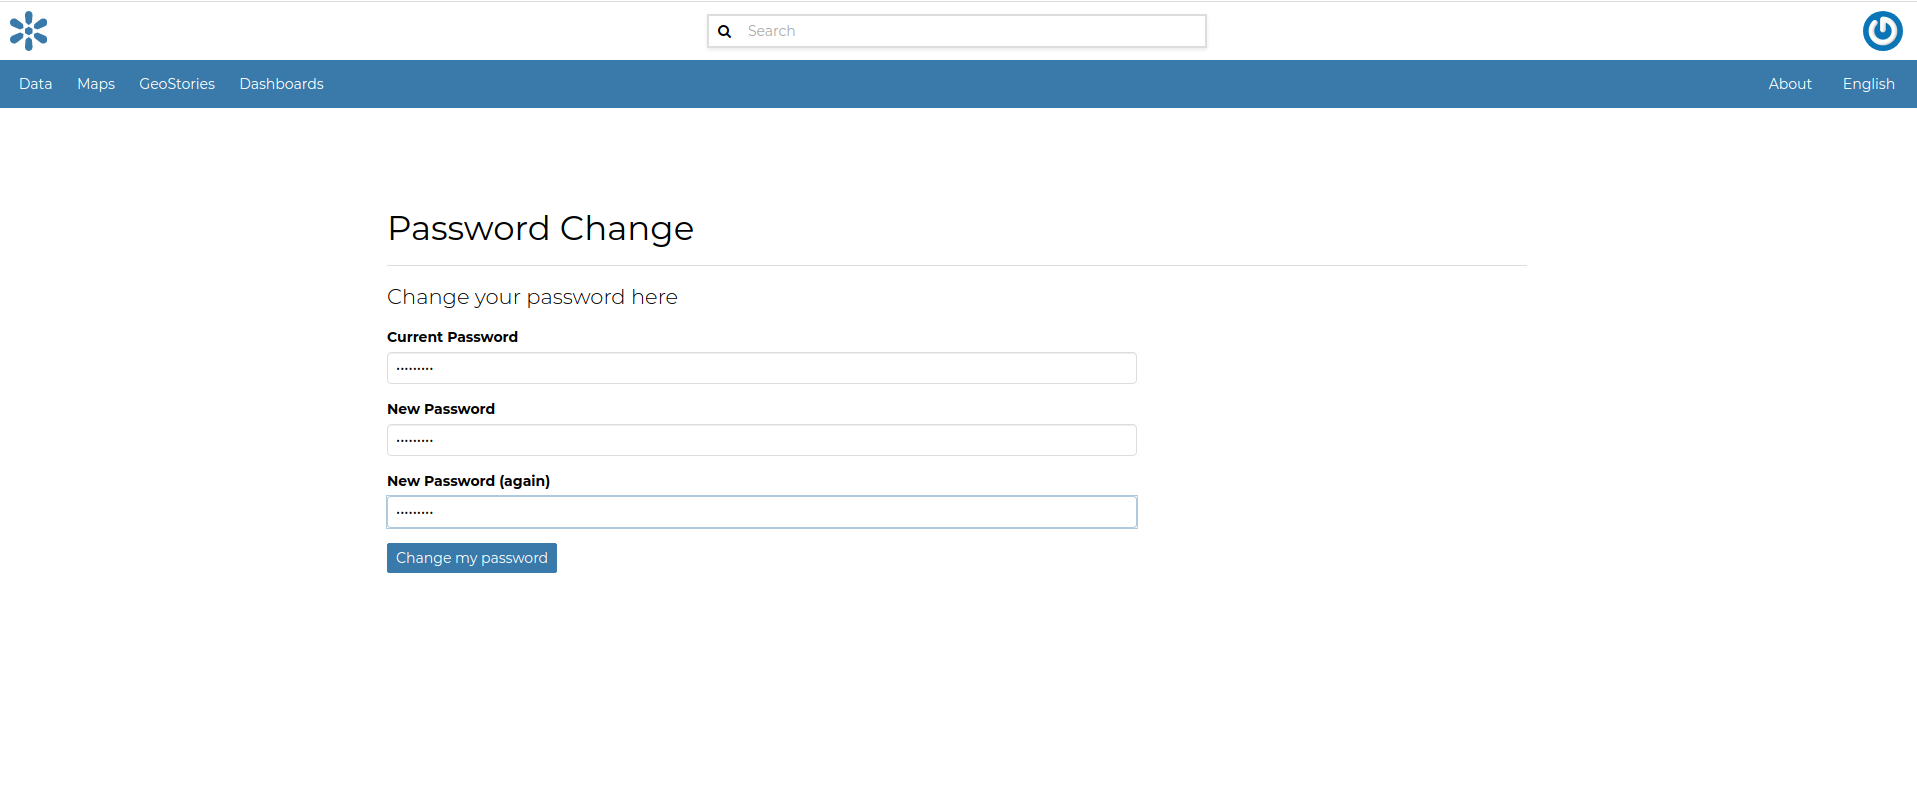 Search
Data Maps GeoStories Dashboards About English
Password Change
Change your password here
Current Password
•••••••••
New Password
•••••••••
New Password (again)
•••••••••
Change my password